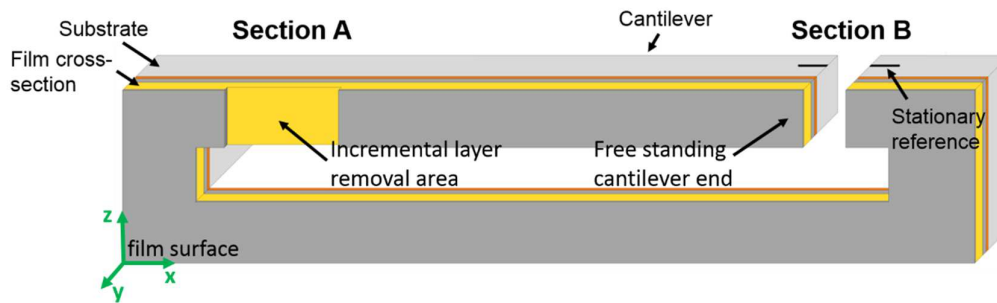 Substrate
Section A
Cantilever
Section B
Film cross-
section
Stationary
reference
Incremental layer
removal area
Free standing
cantilever end
z
film surface
x
y